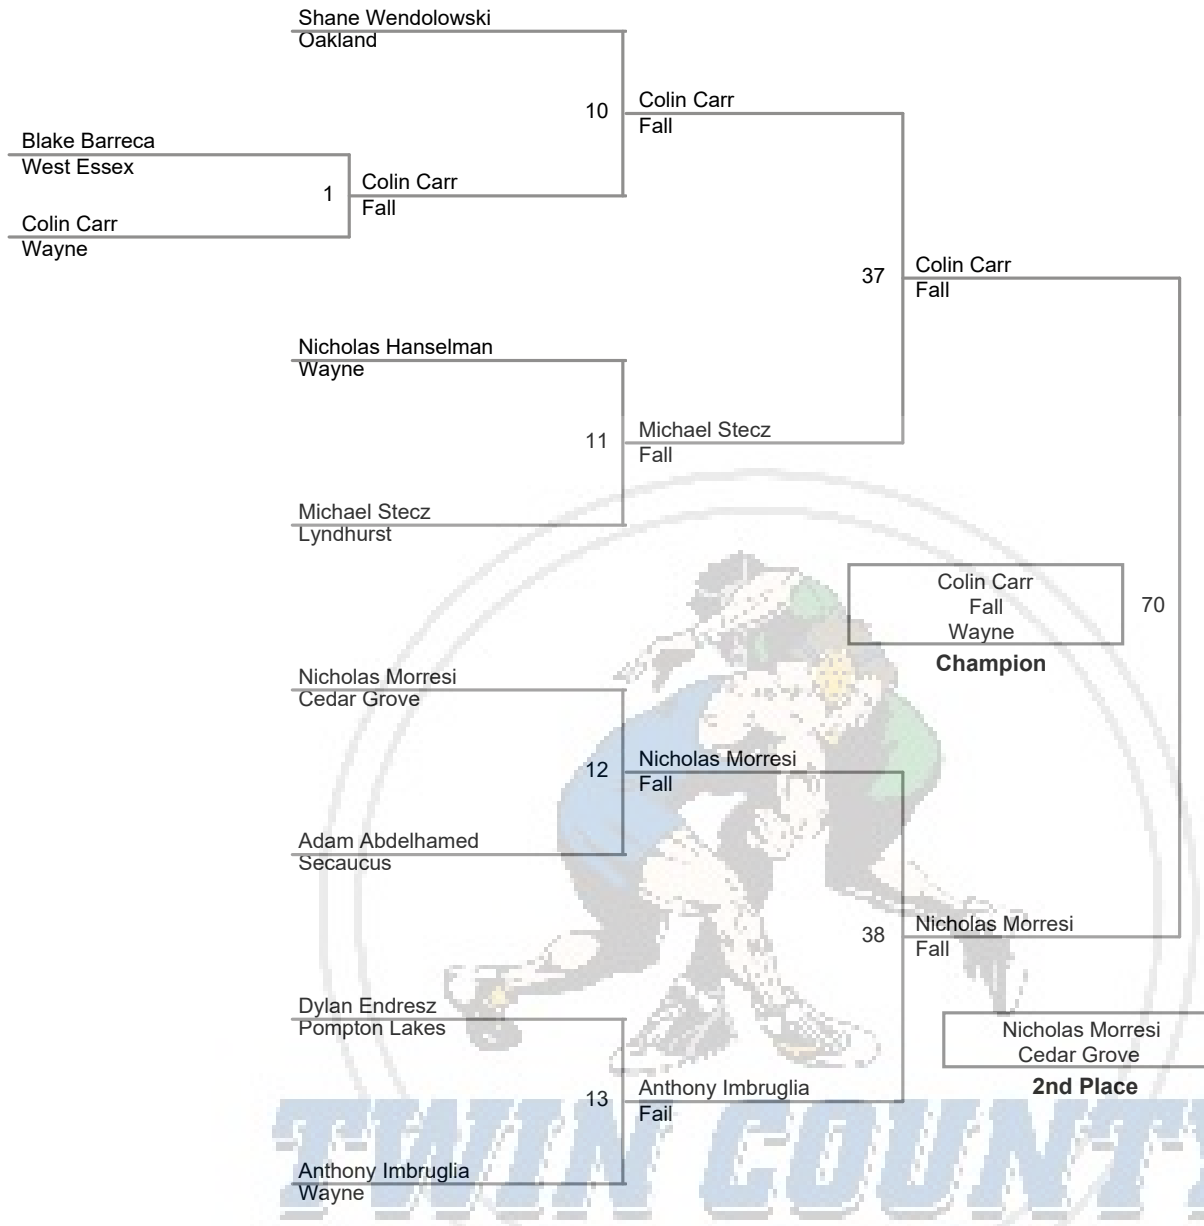 Shane Wendolowski
Oakland
10
Colin Carr
Fall
Blake Barreca
West Essex
1
Colin Carr
Fall
Colin Carr
Wayne
37
Colin Carr
Fall
Nicholas Hanselman
Wayne
11
Michael Stecz
Fall
Michael Stecz
Lyndhurst
Colin Carr
Fall
Wayne
70
Champion
Nicholas Morresi
Cedar Grove
12
Nicholas Morresi
Fall
Adam Abdelhamed
Secaucus
38
Nicholas Morresi
Fall
Dylan Endresz
Pompton Lakes
Nicholas Morresi
Cedar Grove
2nd Place
13
Anthony Imbruglia
Fail
Anthony Imbruglia
Wayne
TWIN COUNTY